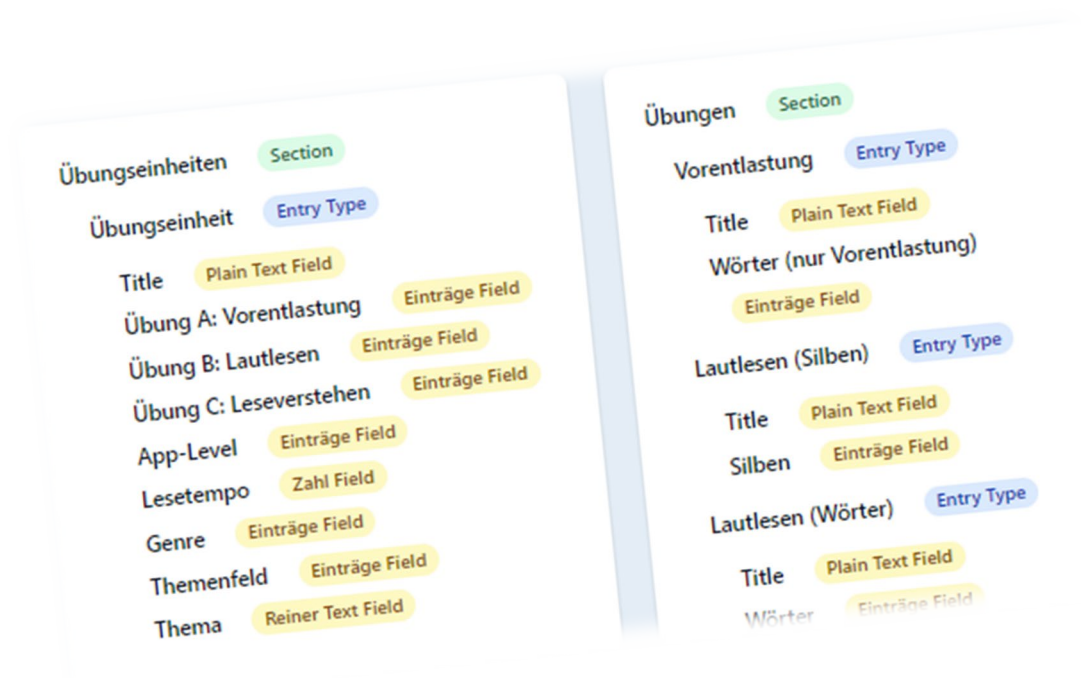 Übungseinheiten Section
Übungseinheit Entry Type
Title Plain Text Field
Übung A: Vorentlastung Einträge Field
Übung B: Lautlesen Einträge Field
Übung C: Leseverstehen Einträge Field
App-Level Einträge Field
Lesetempo Zahl Field
Genre Einträge Field
Themenfeld Einträge Field
Thema Reiner Text Field
Übungen Section
Vorentlastung Entry Type
Title Plain Text Field
Wörter (nur Vorentlastung)
Einträge Field
Lautlesen (Silben) Entry Type
Title Plain Text Field
Silben Einträge Field
Lautlesen (Wörter) Entry Type
Title Plain Text Field
Wörter Einträge Field